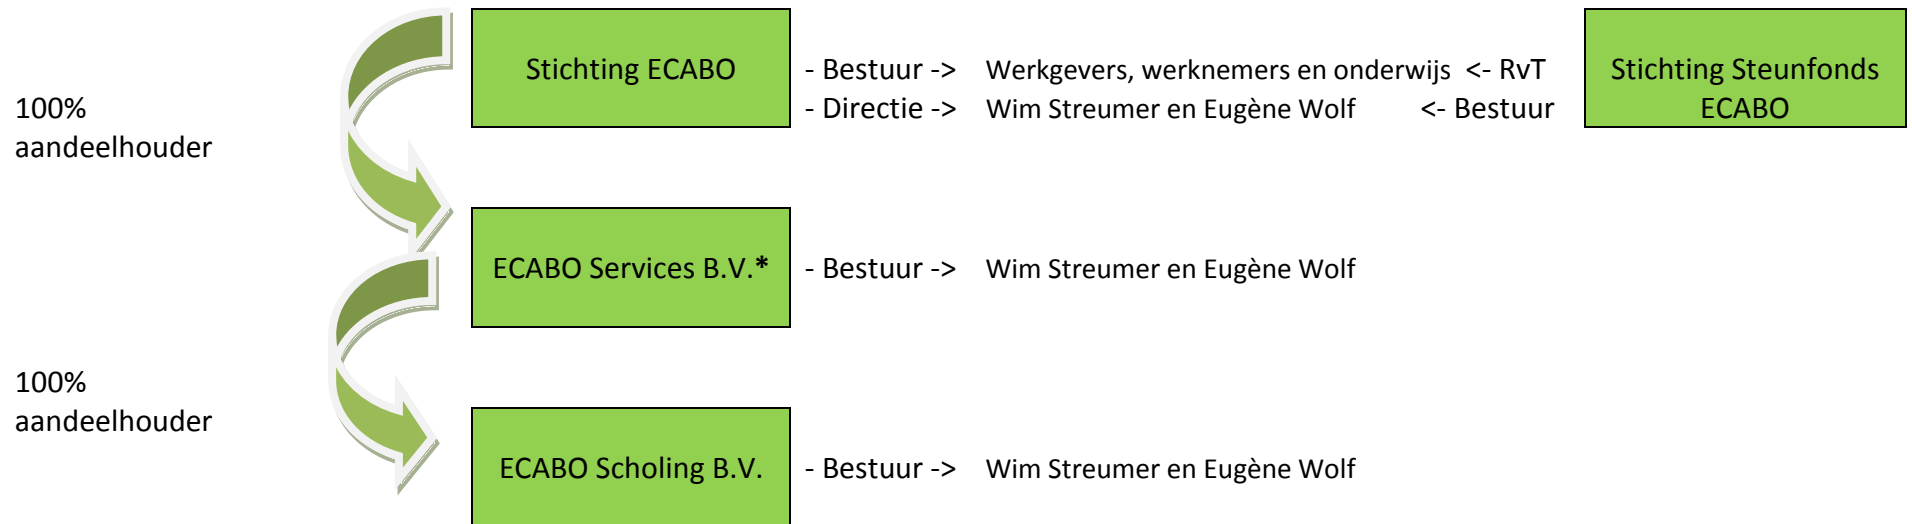 Stichting ECABO - Bestuur -> Werkgevers, werknemers en onderwijs <- RvT Stichting Steunfonds
100% - Directie -> Wim Streumer en Eugène Wolf <- Bestuur ECABO
aandeelhouder
ECABO Services B.V.* - Bestuur -> Wim Streumer en Eugène Wolf
100%
aandeelhouder
ECABO Scholing B.V. - Bestuur -> Wim Streumer en Eugène Wolf